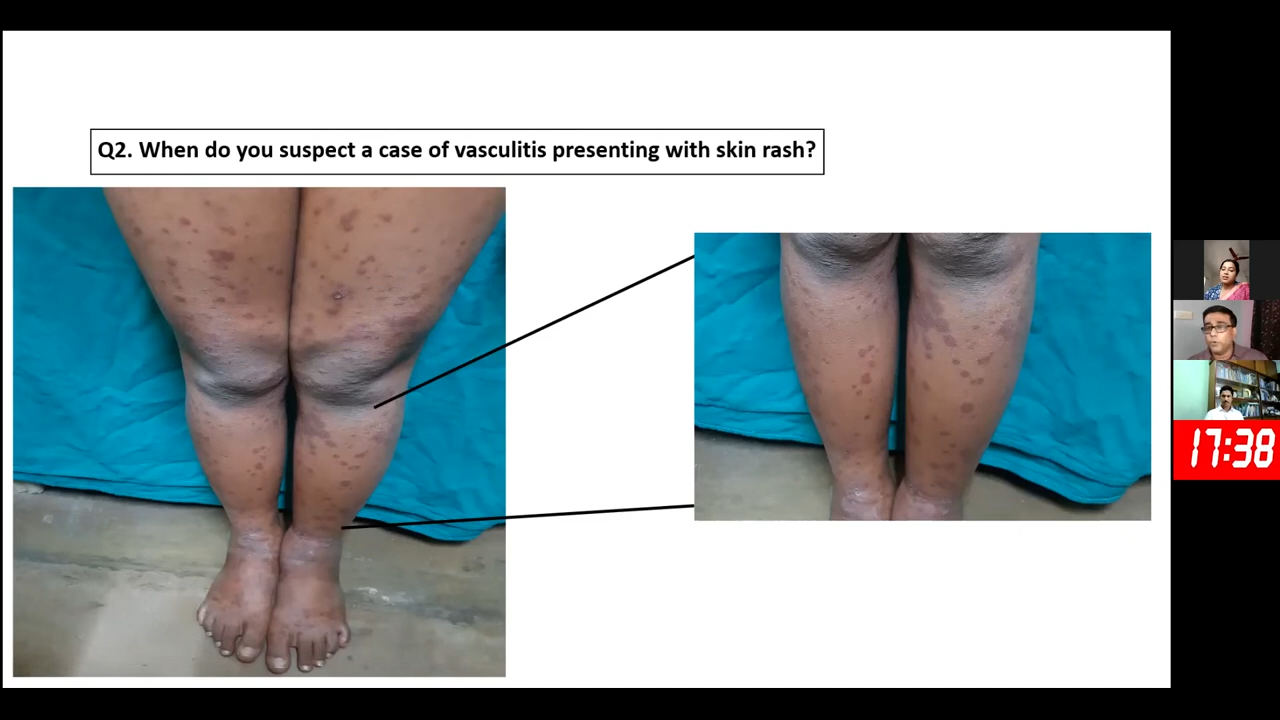 Q2. When do you suspect a case of vasculitis presenting with skin rash?
17:38